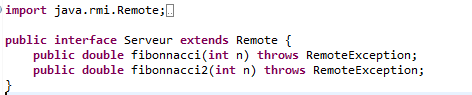 import java.rmi.Remote;
public interface Serveur extends Remote {
    public double fibonnacci(int n) throws RemoteException;
    public double fibonnacci2(int n) throws RemoteException;
}